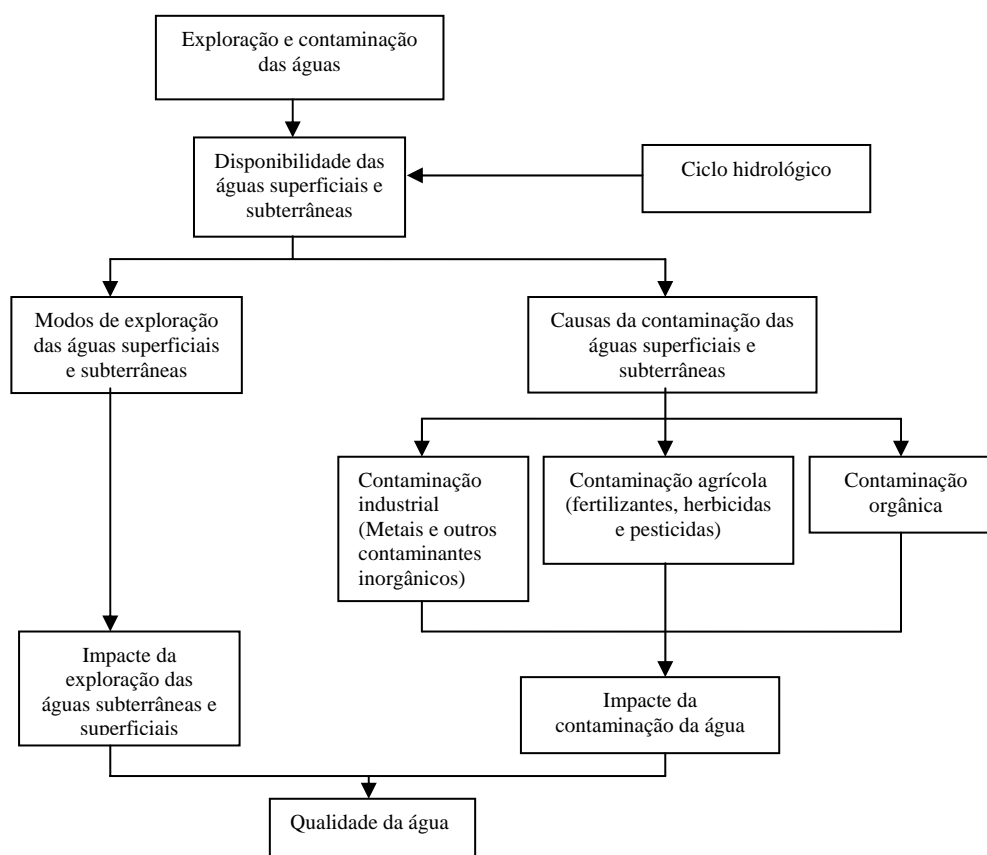 Exploração e contaminação
das águas
Disponibilidade das
águas superficiais e
subterrâneas
Ciclo hidrológico
Modos de exploração
das águas superficiais
e subterrâneas
Causas da contaminação das
águas superficiais e
subterrâneas
Contaminação
industrial
(Metais e outros
contaminantes
inorgânicos)
Contaminação agrícola
(fertilizantes, herbicidas
e pesticidas)
Contaminação
orgânica
Impacte da
exploração das
águas subterrâneas e
superficiais
Impacte da
contaminação da água
Qualidade da água